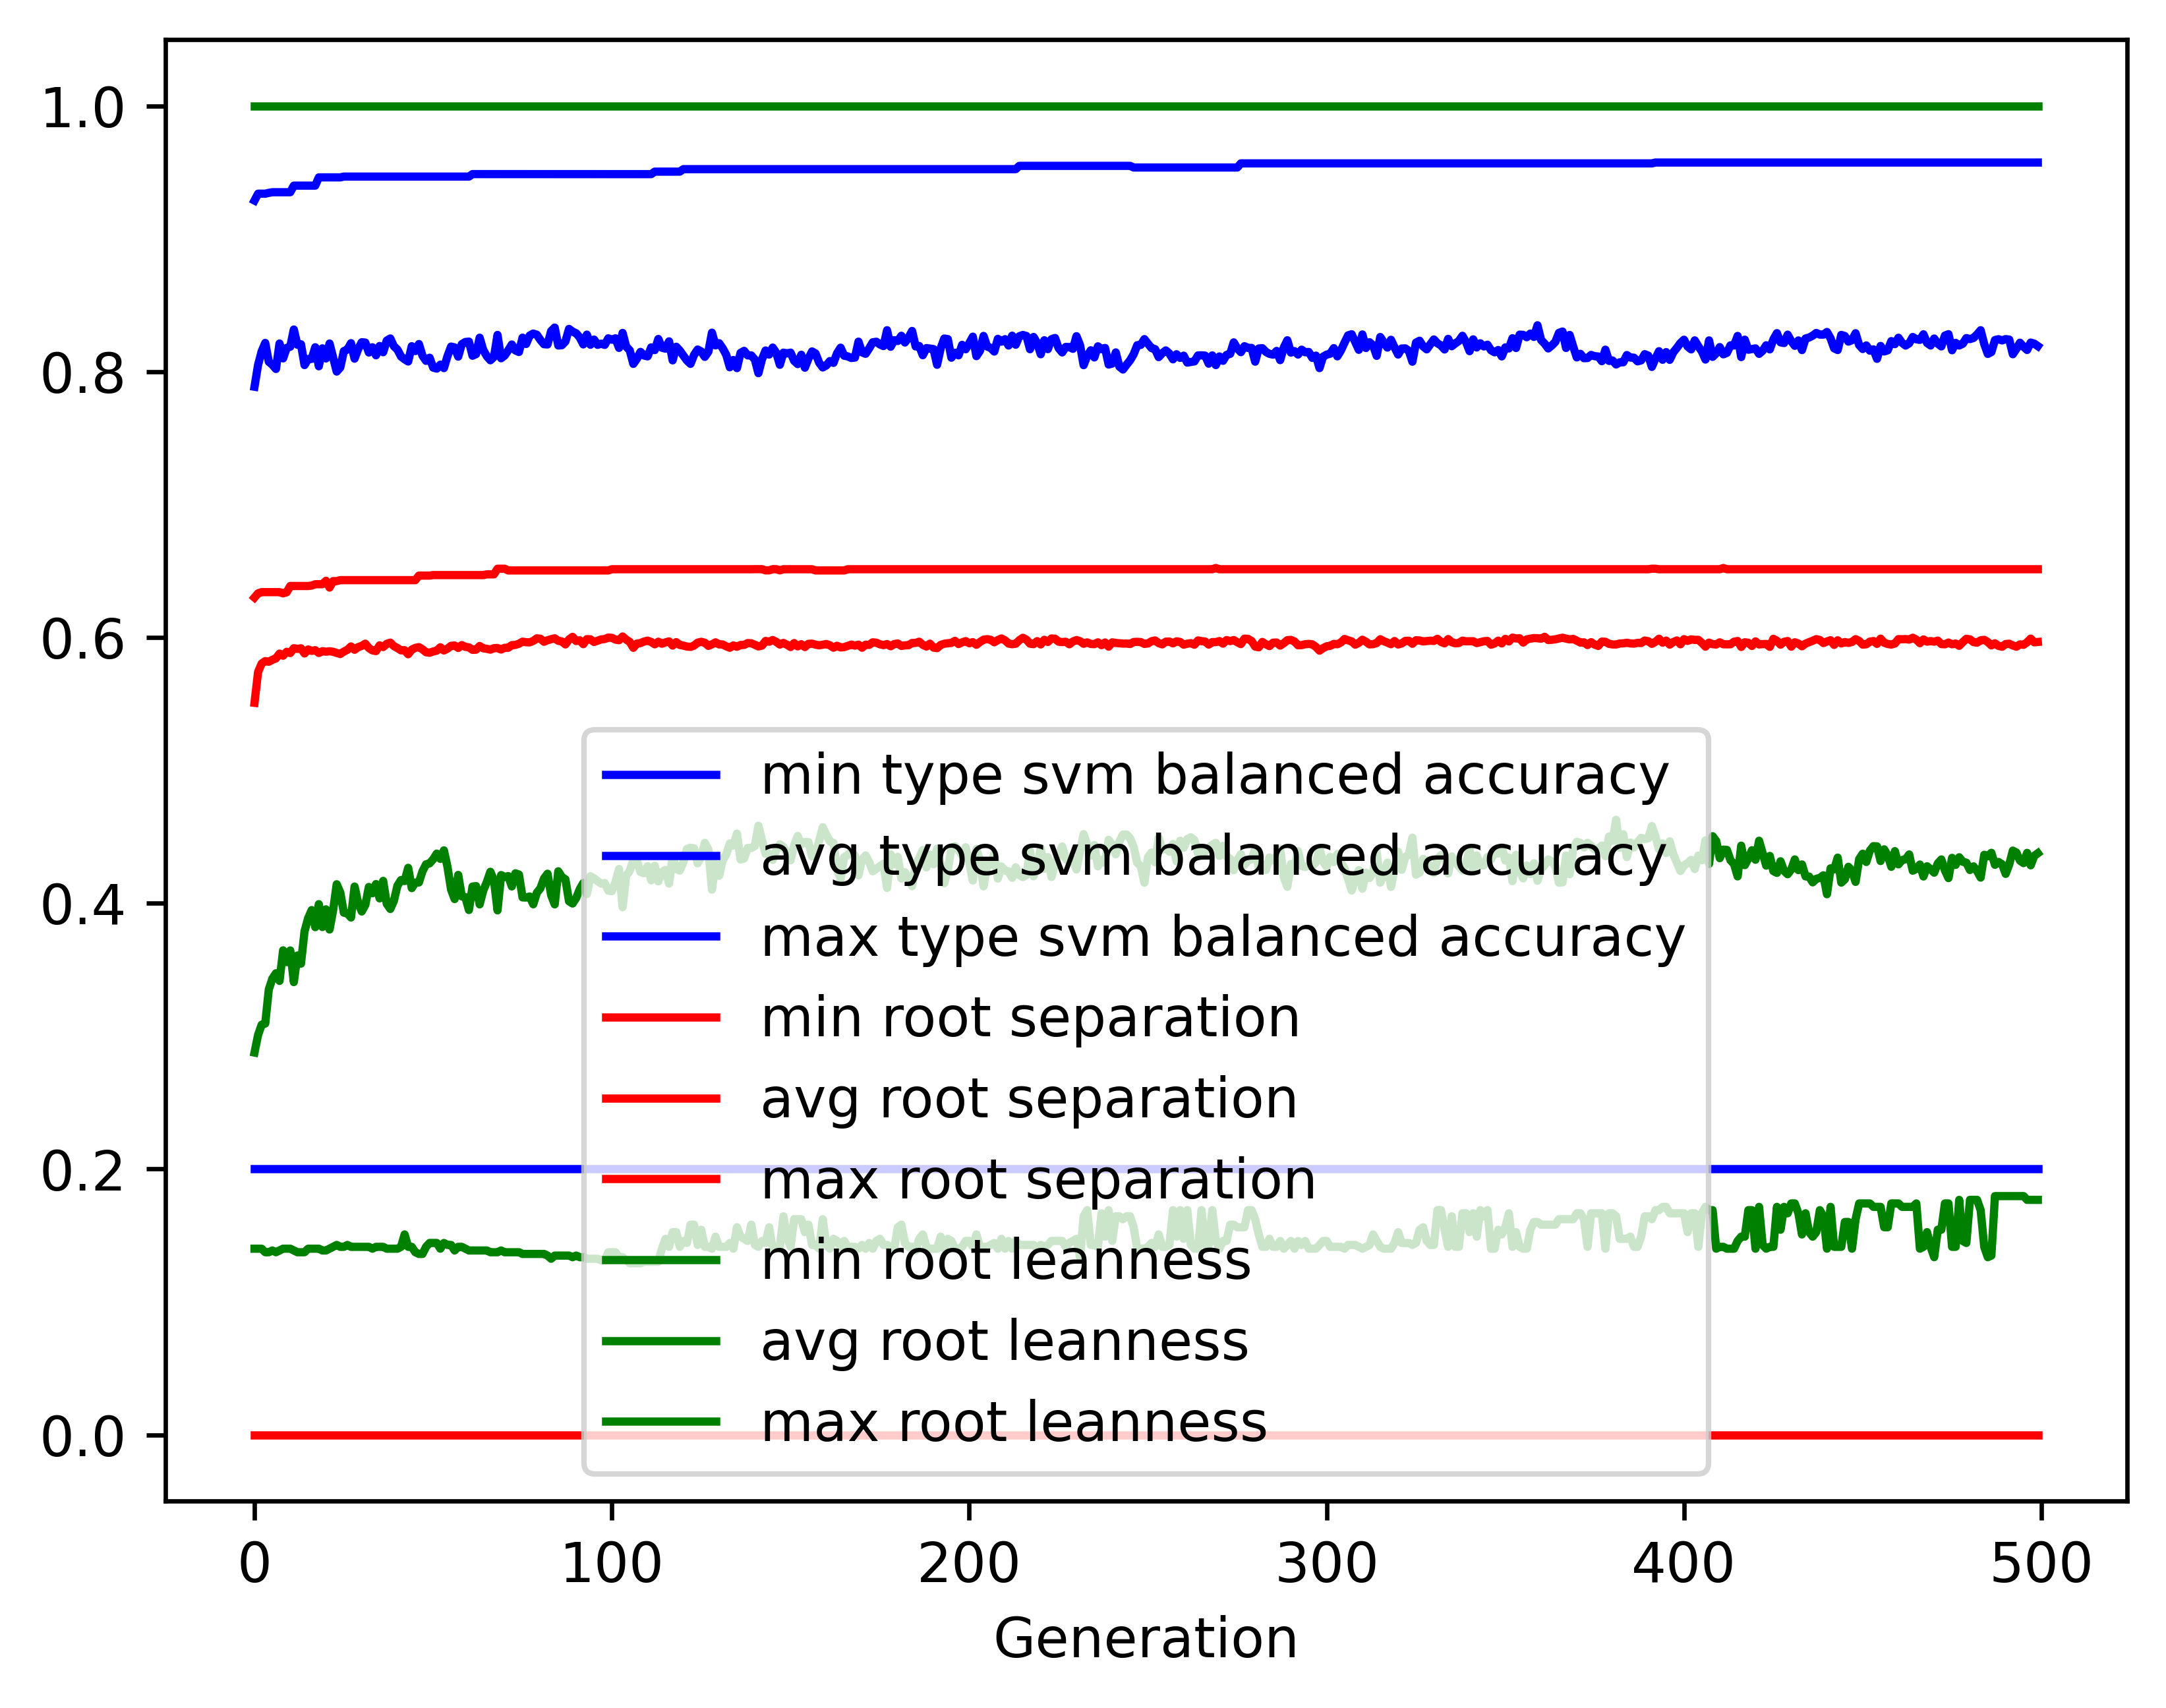 1.0
0.8
0.6
0.4
0.2
0.0
min type svm balanced accuracy
avg type svm balanced accuracy
max type svm balanced accuracy
min root separation
avg root separation
max root separation
min root leanness
avg root leanness
max root leanness
0 100 200 300 400 500
Generation